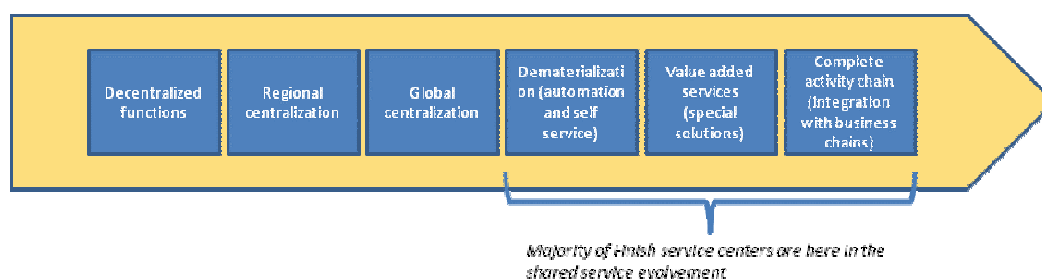 Decentralized
functions
Regional
centralization
Global
centralization
Dematerializati
on (automation
and self
service)
Value added
services
(special
solutions)
Complete
activity chain
(Integration
with business
chains)
Majority of Finish service centers are here in the
shared service evolvement